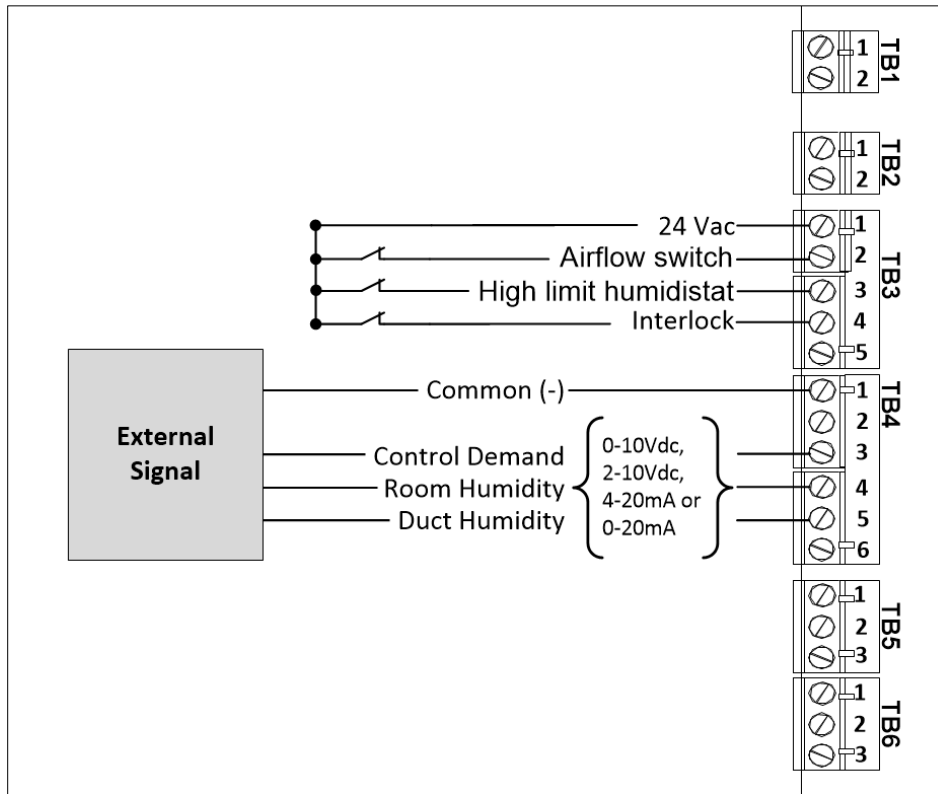 1
2
TB1
1
2
TB2
24 Vac
1
Airflow switch
2
High limit humidistat
3
Interlock
4
5
TB3
Common (-)
1
2
Control Demand
3
Room Humidity
4
Duct Humidity
5
6
TB4
0-10Vdc,
2-10Vdc,
4-20mA or
0-20mA
External
Signal
1
2
3
TB5
1
2
3
TB6